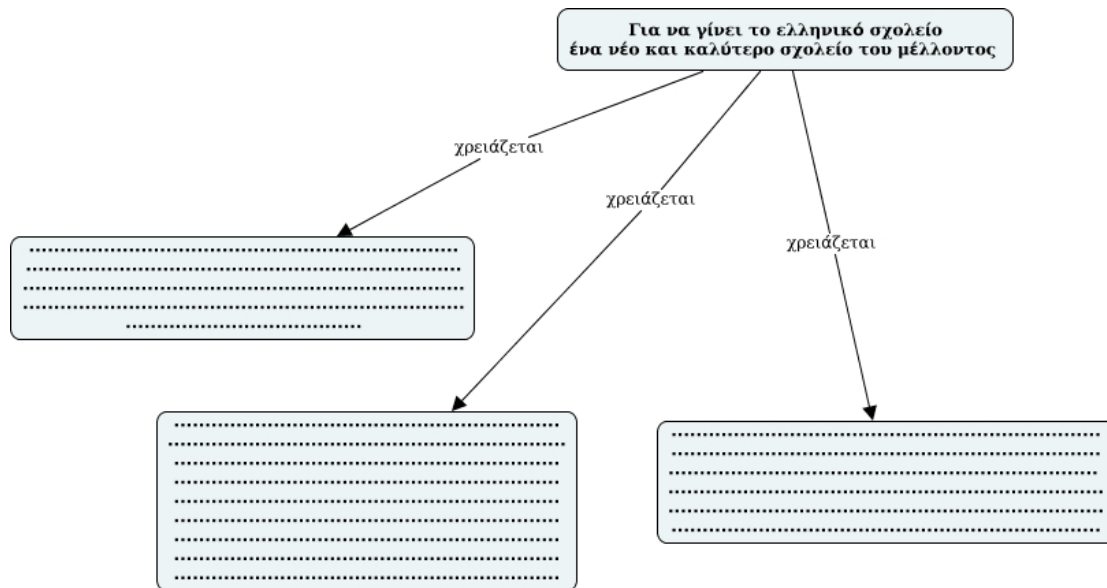 Για να γίνει το ελληνικό σχολείο
ένα νέο και καλύτερο σχολείο του μέλλοντος
χρειάζεται
χρειάζεται
χρειάζεται